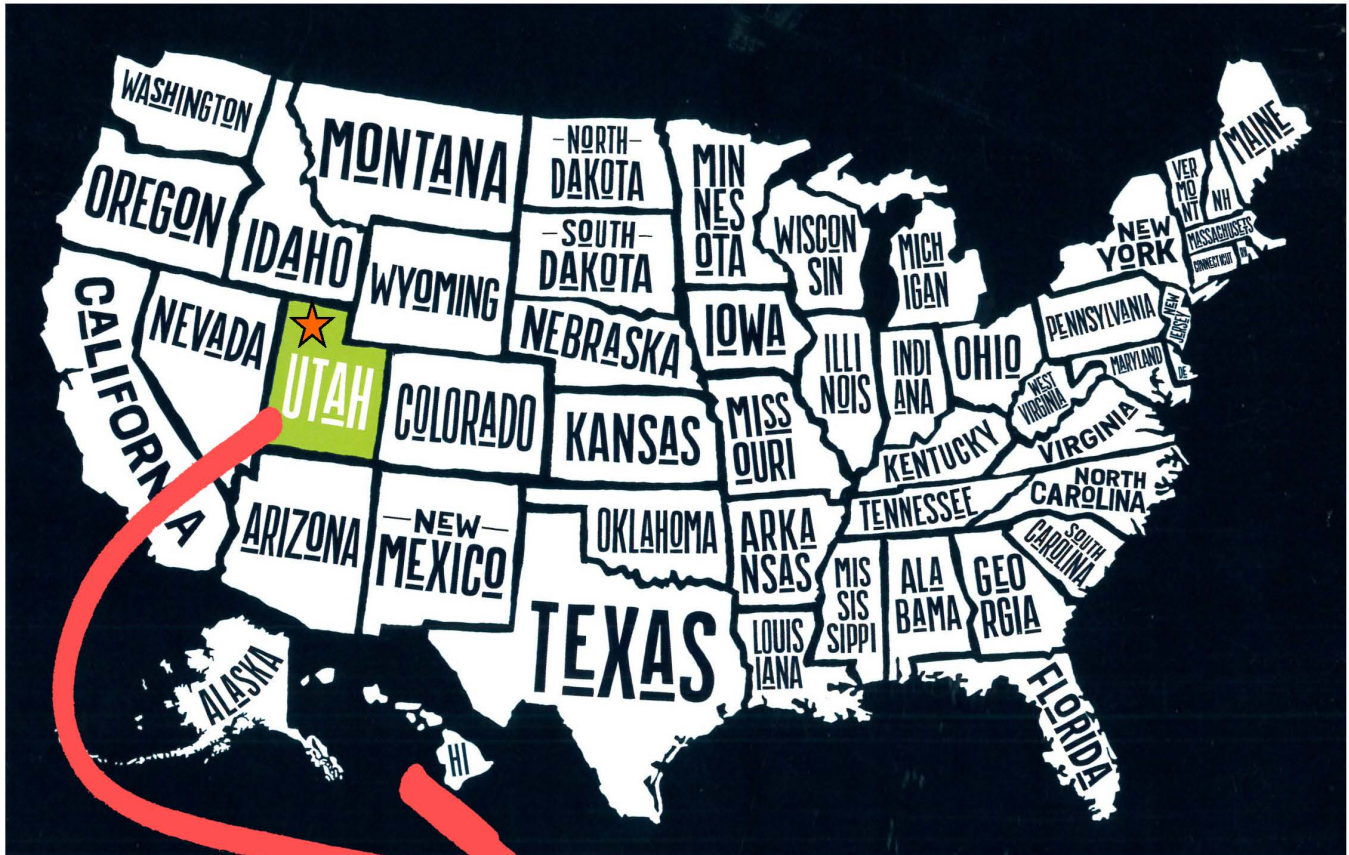 WASHINGTON
OREGON
CALIFORNIA
NEVADA
IDAHO
MONTANA
WYOMING
UTAH
COLORADO
ARIZONA
-NEW-
MEXICO
-NORTH-
DAKOTA
-SOUTH-
DAKOTA
NEBRASKA
KANSAS
OKLAHOMA
TEXAS
MIN
NES
OTA
IOWA
MISS
OURI
ARKA
NSAS
LOUIS
IANA
WISCON
SIN
ILLI
NOIS
MICH
IGAN
INDI
ANA
OHIO
KENTUCKY
TENNESSEE
MIS
SIS
SIPPI
ALA
BAMA
GEO
RGIA
FLORIDA
SOUTH
CAROLINA
NORTH
CAROLINA
VIRGINIA
WEST
VIRGINIA
MARYLAND
DE
PENNSYLVANIA
NEW
JERSEY
NEW
YORK
CONNECTICUT
MASSACHUSETS
VER
MO
NT
NH
MAINE
ALASKA
HI